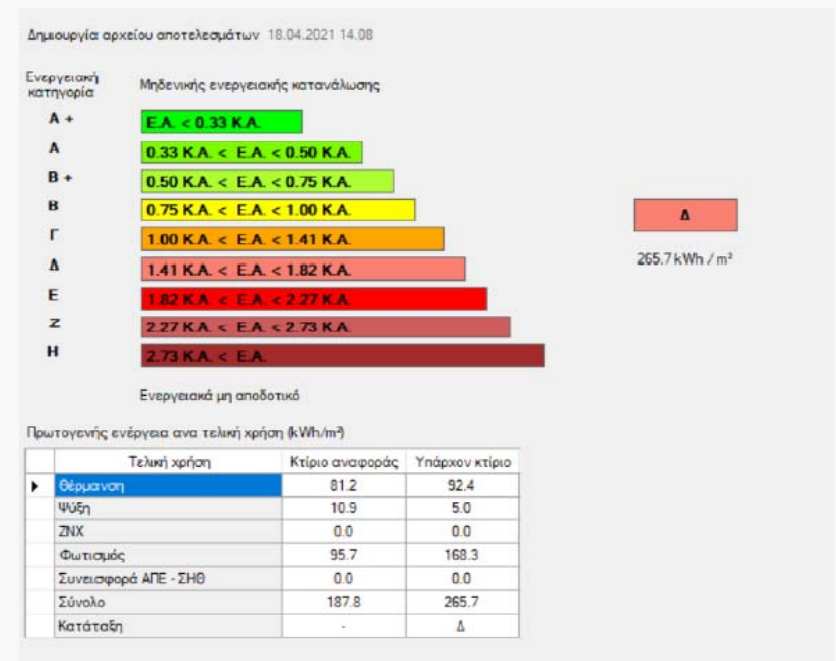 Δημιουργία αρχείου αποτελεσμάτων 18.04.2021 14.08
Ενεργειακή κατηγορία
Μηδενικής ενεργειακής κατανάλωσης
Α + Ε.Α. < 0.33 Κ.Α.
Α 0.33 Κ.Α. < Ε.Α. < 0.50 Κ.Α.
Β + 0.50 Κ.Α. < Ε.Α. < 0.75 Κ.Α.
Β 0.75 Κ.Α. < Ε.Α. < 1.00 Κ.Α.
Γ 1.00 Κ.Α. < Ε.Α. < 1.41 Κ.Α.
Δ 1.41 Κ.Α. < Ε.Α. < 1.82 Κ.Α.
Ε 1.82 Κ.Α. < Ε.Α. < 2.27 Κ.Α.
Ζ 2.27 Κ.Α. < Ε.Α. < 2.73 Κ.Α.
Η 2.73 Κ.Α. < Ε.Α.
Δ
265.7 kWh / m²
Ενεργειακά μη αποδοτικό
Πρωτογενής ενέργεια ανα τελική χρήση (kWh/m²)
Τελική χρήση Κτίριο αναφοράς Υπάρχον κτίριο
Θέρμανση 81.2 92.4
Ψύξη 10.9 5.0
ΖΝΧ 0.0 0.0
Φωτισμός 95.7 168.3
Συνεισφορά ΑΠΕ - ΣΗΘ 0.0 0.0
Σύνολο 187.8 265.7
Κατάταξη - Δ